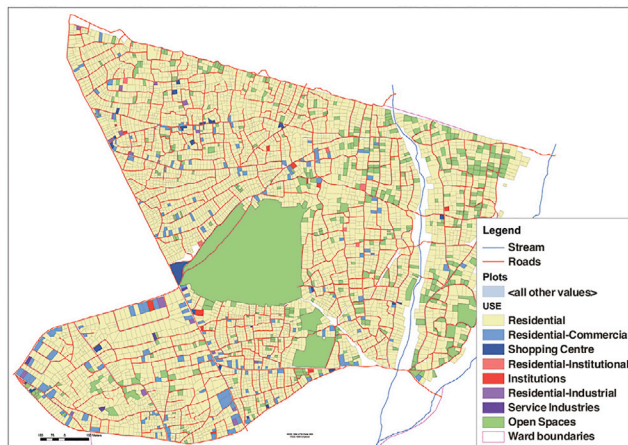 Legend
Stream
Roads
Plots
<all other values>
USE
Residential
Residential-Commercial
Shopping Centre
Residential-Institutional
Institutions
Residential-Industrial
Service Industries
Open Spaces
Ward boundaries